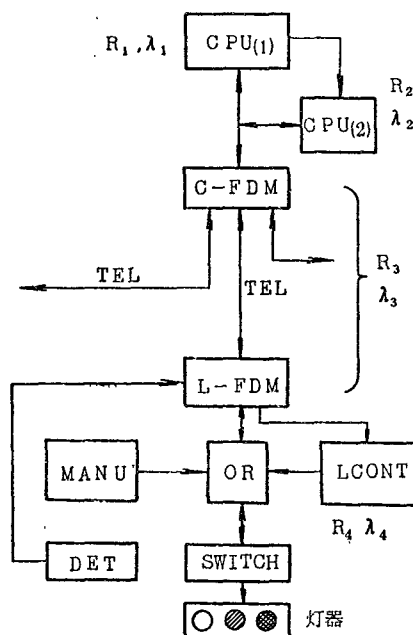 R₁,λ₁
CPU(1)
R₂
λ₂
CPU(2)
C-FDM
TEL
TEL
R₃
λ₃
L-FDM
MANU
OR
LCONT
R₄ λ₄
DET
SWITCH
灯器